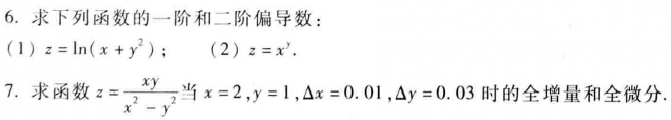 6. 求下列函数的一阶和二阶偏导数：
(1) z = ln(x + y²)； (2) z = xʸ.
7. 求函数 z = xy/(x² − y²) 当 x = 2, y = 1, Δx = 0.01, Δy = 0.03 时的全增量和全微分.